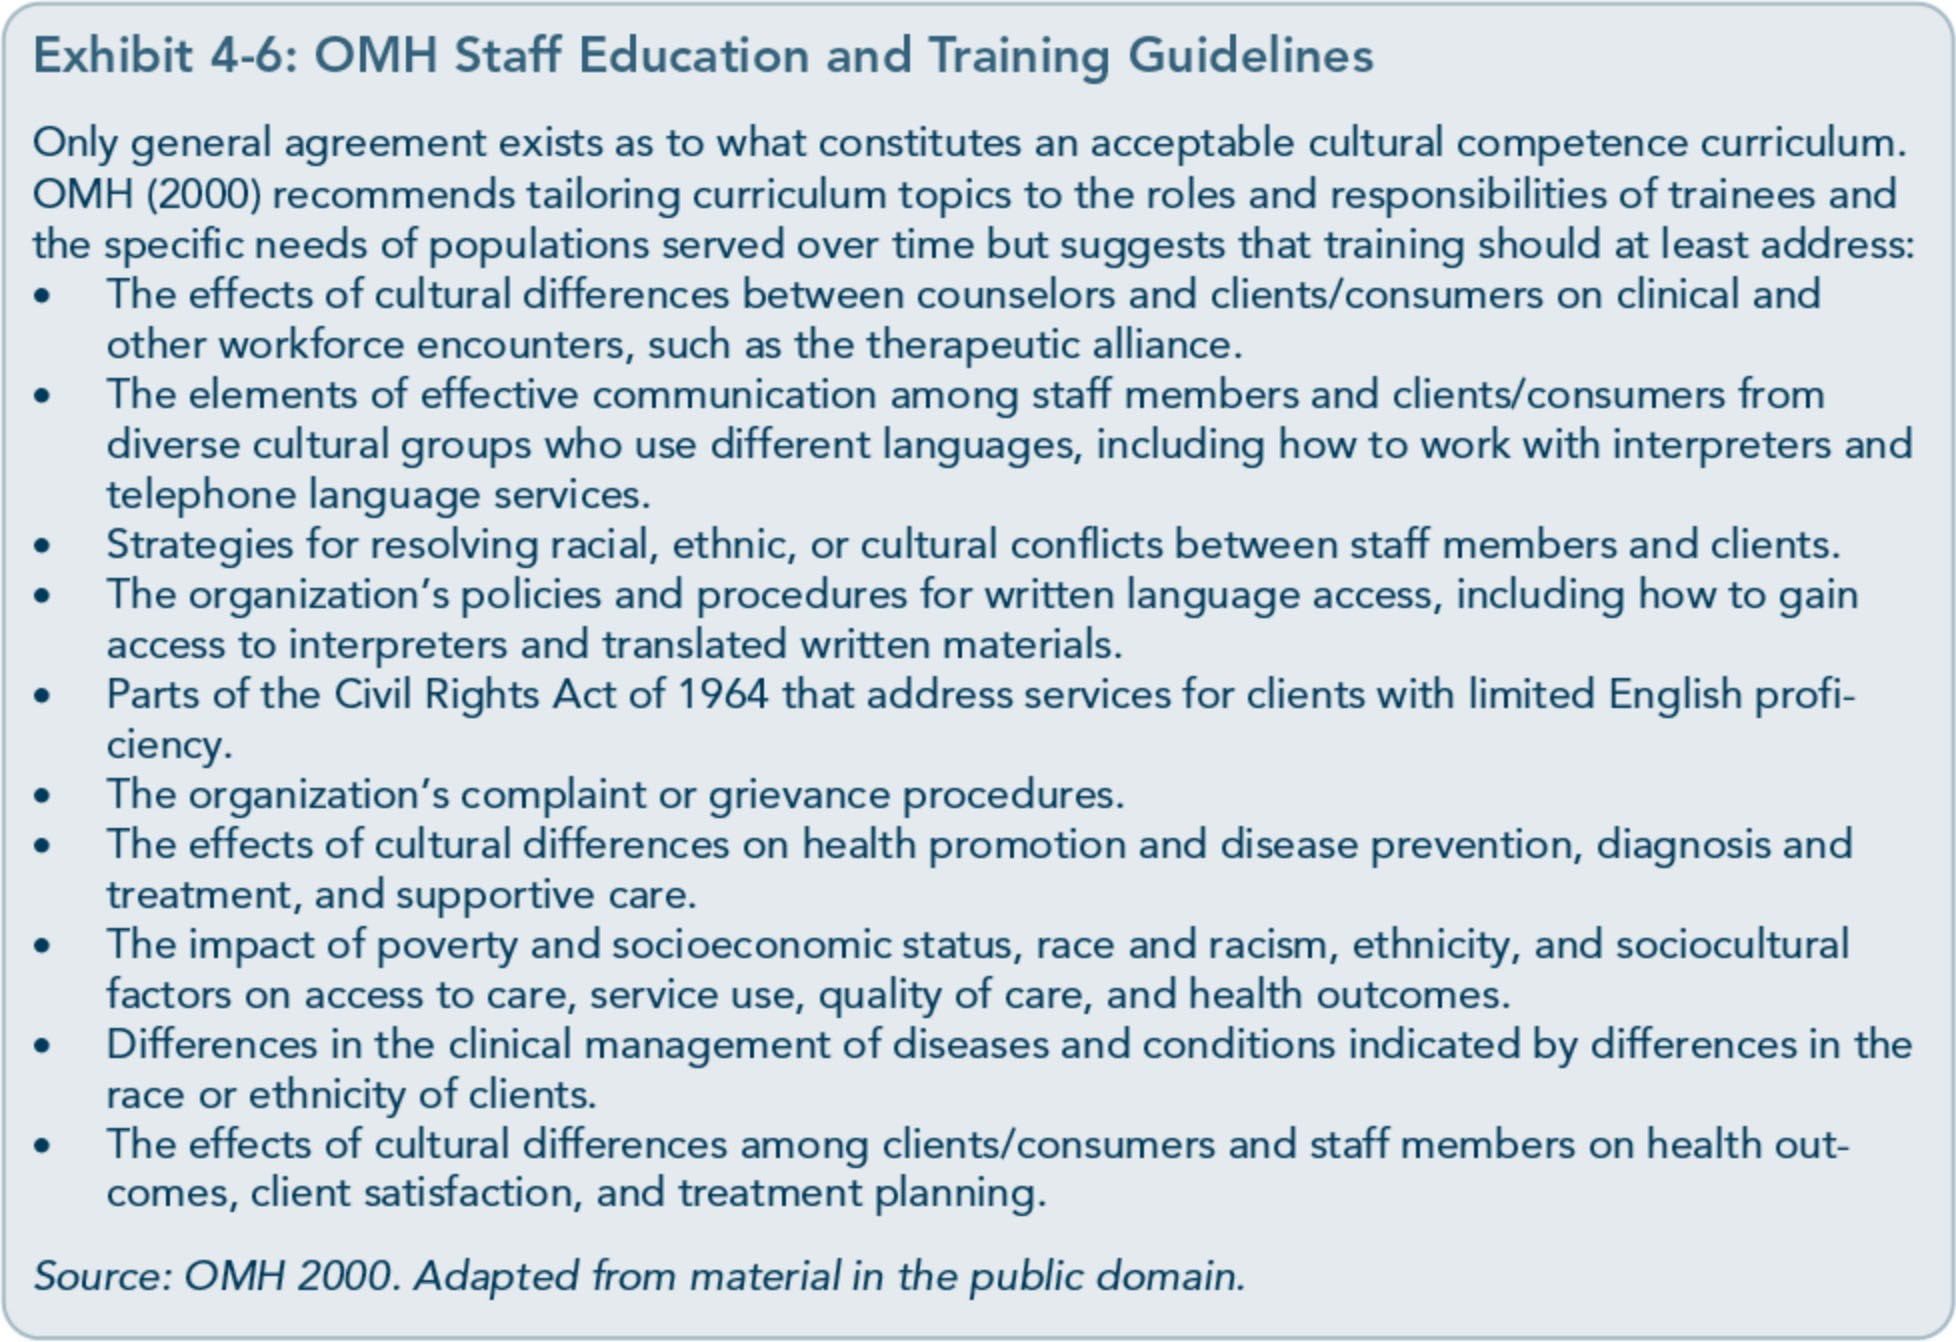 Exhibit 4-6: OMH Staff Education and Training Guidelines
Only general agreement exists as to what constitutes an acceptable cultural competence curriculum.
OMH (2000) recommends tailoring curriculum topics to the roles and responsibilities of trainees and
the specific needs of populations served over time but suggests that training should at least address:
• The effects of cultural differences between counselors and clients/consumers on clinical and
other workforce encounters, such as the therapeutic alliance.
• The elements of effective communication among staff members and clients/consumers from
diverse cultural groups who use different languages, including how to work with interpreters and
telephone language services.
• Strategies for resolving racial, ethnic, or cultural conflicts between staff members and clients.
• The organization’s policies and procedures for written language access, including how to gain
access to interpreters and translated written materials.
• Parts of the Civil Rights Act of 1964 that address services for clients with limited English profi-
ciency.
• The organization’s complaint or grievance procedures.
• The effects of cultural differences on health promotion and disease prevention, diagnosis and
treatment, and supportive care.
• The impact of poverty and socioeconomic status, race and racism, ethnicity, and sociocultural
factors on access to care, service use, quality of care, and health outcomes.
• Differences in the clinical management of diseases and conditions indicated by differences in the
race or ethnicity of clients.
• The effects of cultural differences among clients/consumers and staff members on health out-
comes, client satisfaction, and treatment planning.
Source: OMH 2000. Adapted from material in the public domain.